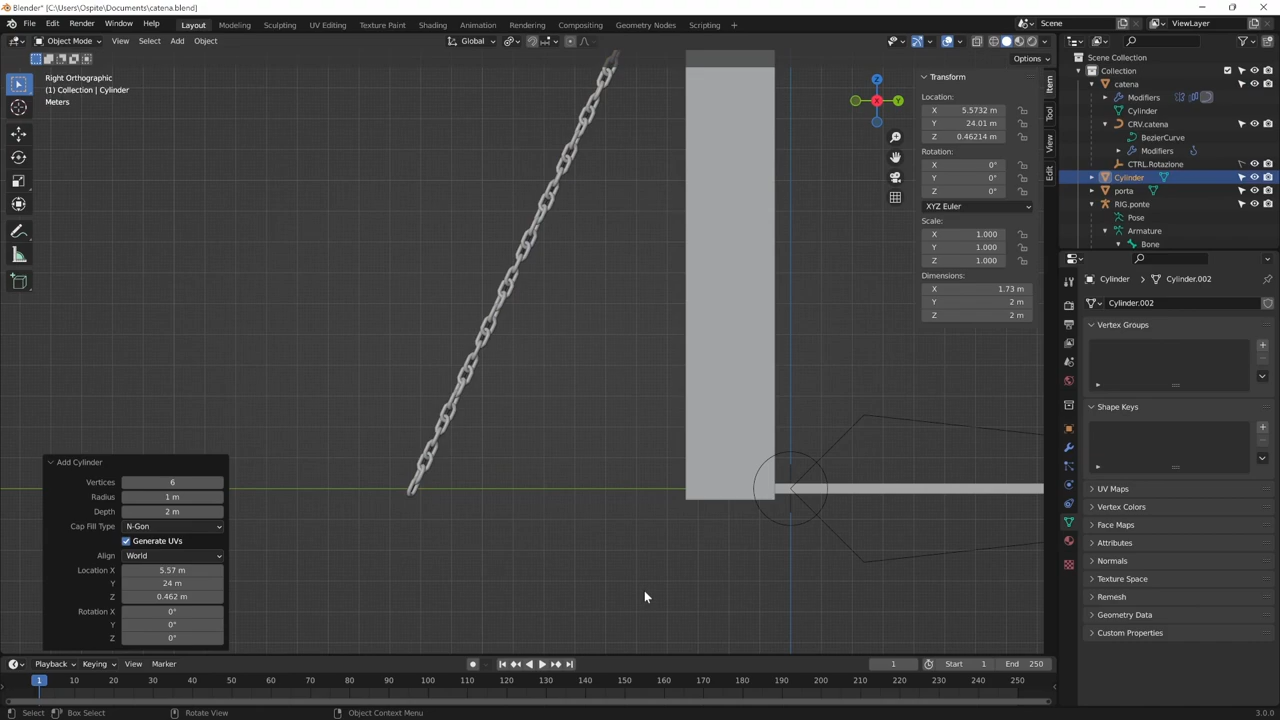 Blender* [C:\Users\Ospite\Documents\catena.blend]
File Edit Render Window Help Layout Modeling Sculpting UV Editing Texture Paint Shading Animation Rendering Compositing Geometry Nodes Scripting + Scene ViewLayer
Object Mode View Select Add Object Global
Options
Right Orthographic
(1) Collection | Cylinder
Meters
Z
X
Y
Transform
Location:
X 5.5732 m
Y 24.01 m
Z 0.46214 m
Rotation:
X 0°
Y 0°
Z 0°
XYZ Euler
Scale:
X 1.000
Y 1.000
Z 1.000
Dimensions:
X 1.73 m
Y 2 m
Z 2 m
Item
Tool
View
Edit
Scene Collection
Collection
catena
Modifiers
Cylinder
CRV.catena
BezierCurve
Modifiers
CTRL.Rotazione
Cylinder
porta
RIG.ponte
Pose
Armature
Bone
Cylinder Cylinder.002
Cylinder.002
Vertex Groups
Shape Keys
UV Maps
Vertex Colors
Face Maps
Attributes
Normals
Texture Space
Remesh
Geometry Data
Custom Properties
Add Cylinder
Vertices 6
Radius 1 m
Depth 2 m
Cap Fill Type N-Gon
Generate UVs
Align World
Location X 5.57 m
Y 24 m
Z 0.462 m
Rotation X 0°
Y 0°
Z 0°
Playback Keying View Marker 1 Start 1 End 250
1 10 20 30 40 50 60 70 80 90 100 110 120 130 140 150 160 170 180 190 200 210 220 230 240 250
Select Box Select Rotate View Object Context Menu 3.0.0